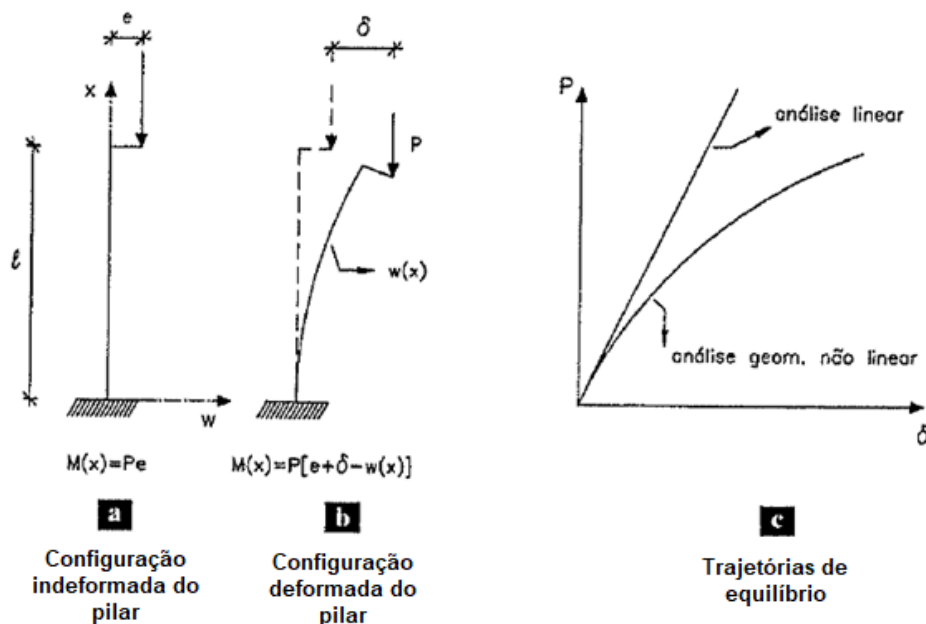 e
x
ℓ
w
M(x)=Pe
a
Configuração
indeformada do
pilar
δ
P
w(x)
M(x)=P[e+δ-w(x)]
b
Configuração
deformada do
pilar
P
análise linear
análise geom. não linear
δ
c
Trajetórias de
equilíbrio